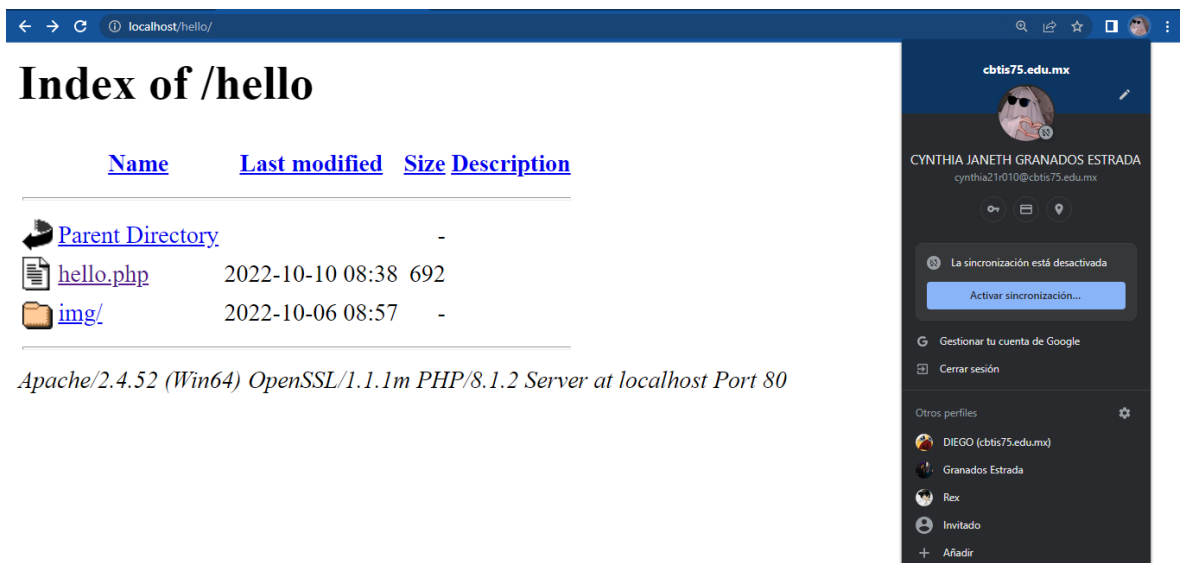 localhost/hello/
Index of /hello
Name Last modified Size Description
Parent Directory -
hello.php 2022-10-10 08:38 692
img/ 2022-10-06 08:57 -
Apache/2.4.52 (Win64) OpenSSL/1.1.1m PHP/8.1.2 Server at localhost Port 80
cbtis75.edu.mx
CYNTHIA JANETH GRANADOS ESTRADA
cynthia21r010@cbtis75.edu.mx
La sincronización está desactivada
Activar sincronización...
Gestionar tu cuenta de Google
Cerrar sesión
Otros perfiles
DIEGO (cbtis75.edu.mx)
Granados Estrada
Rex
Invitado
Añadir